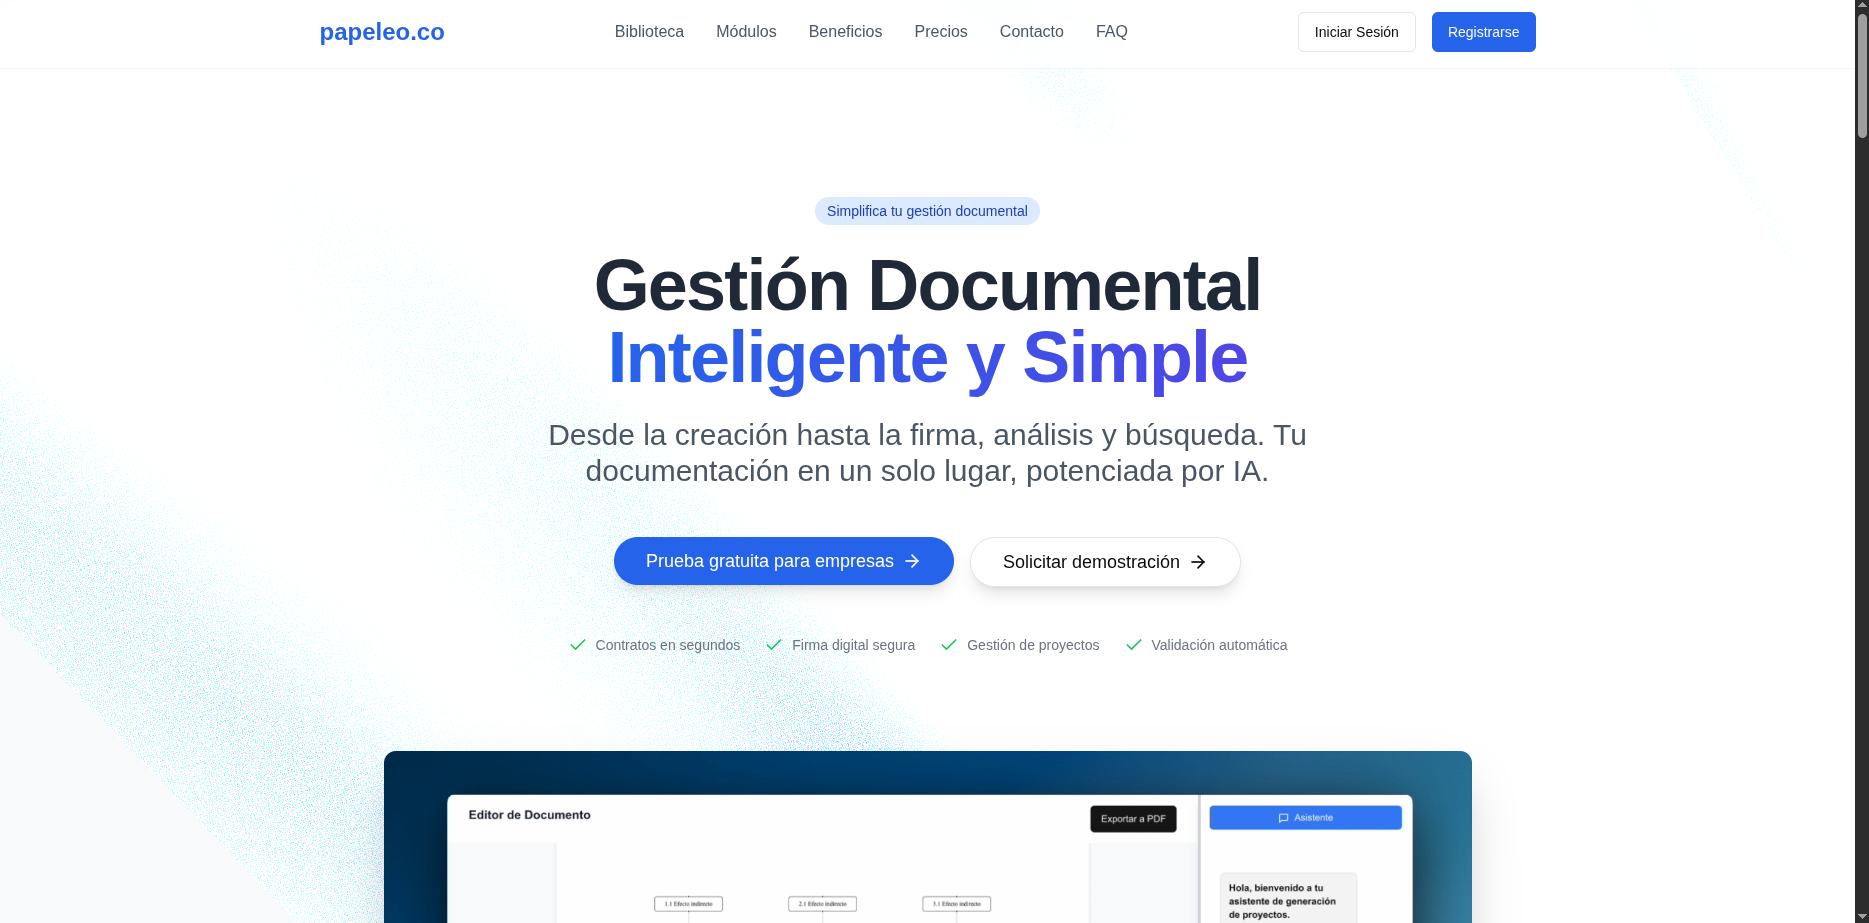 papeleo.co
Biblioteca
Módulos
Beneficios
Precios
Contacto
FAQ
Iniciar Sesión
Registrarse
Simplifica tu gestión documental
Gestión Documental
Inteligente y Simple
Desde la creación hasta la firma, análisis y búsqueda. Tu
documentación en un solo lugar, potenciada por IA.
Prueba gratuita para empresas
Solicitar demostración
Contratos en segundos
Firma digital segura
Gestión de proyectos
Validación automática
Editor de Documento
Exportar a PDF
Asistente
Hola, bienvenido a tu
asistente de generación
de proyectos.
1.1 Efecto indirecto
2.1 Efecto indirecto
3.1 Efecto indirecto